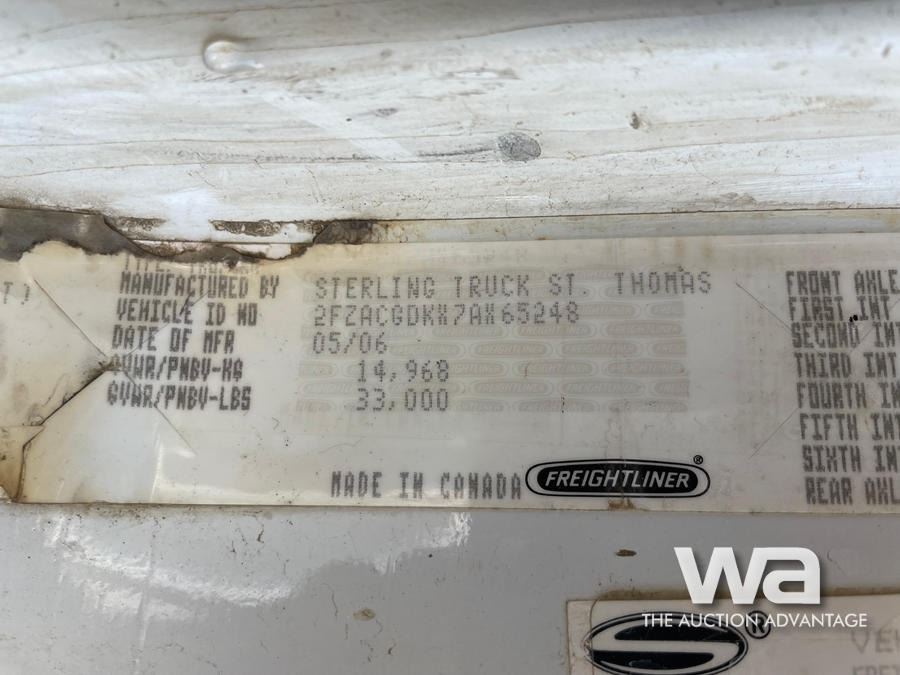 T)
MANUFACTURED BY STERLING TRUCK ST. THOMAS FRONT AXLE
VEHICLE ID NO 2FZACGDKX7AX65248 FIRST INT
DATE OF MFR 05/06 SECOND INT
GVWR/PNBV-KG 14,968 THIRD INT
GVWR/PNBV-LBS 33,000 FOURTH INT
FIFTH INT
SIXTH INT
MADE IN CANADA FREIGHTLINER® REAR AXL
wa
THE AUCTION ADVANTAGE
®